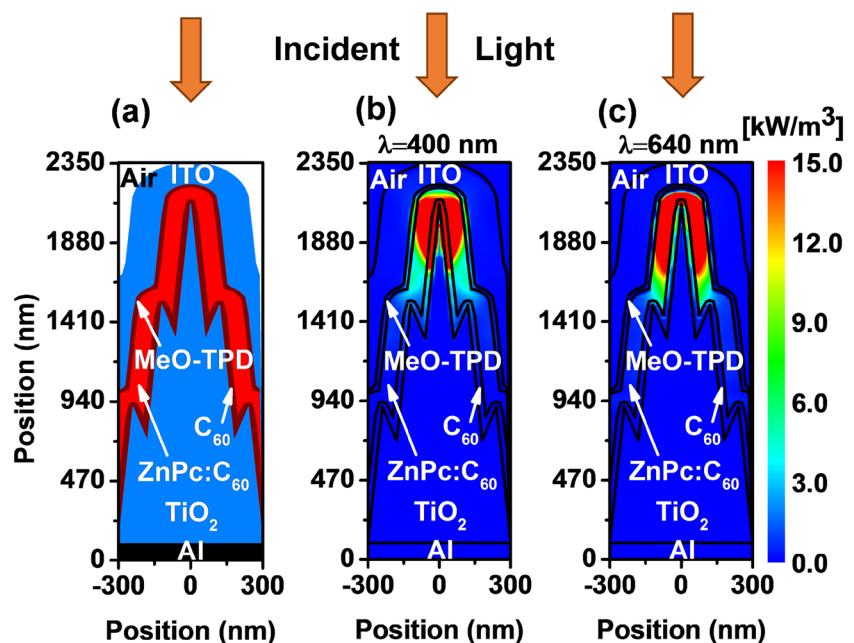 Incident Light
(a) (b) (c)
λ=400 nm λ=640 nm [kW/m³]
Position (nm)
2350
1880
1410
940
470
0
Air ITO
MeO-TPD
C₆₀
ZnPc:C₆₀
TiO₂
Al
-300 0 300
Position (nm)
Air ITO
MeO-TPD
C₆₀
ZnPc:C₆₀
TiO₂
Al
2350
1880
1410
940
470
0
-300 0 300
Position (nm)
Air ITO
MeO-TPD
C₆₀
ZnPc:C₆₀
TiO₂
Al
2350
1880
1410
940
470
0
-300 0 300
Position (nm)
15.0
12.0
9.0
6.0
3.0
0.0